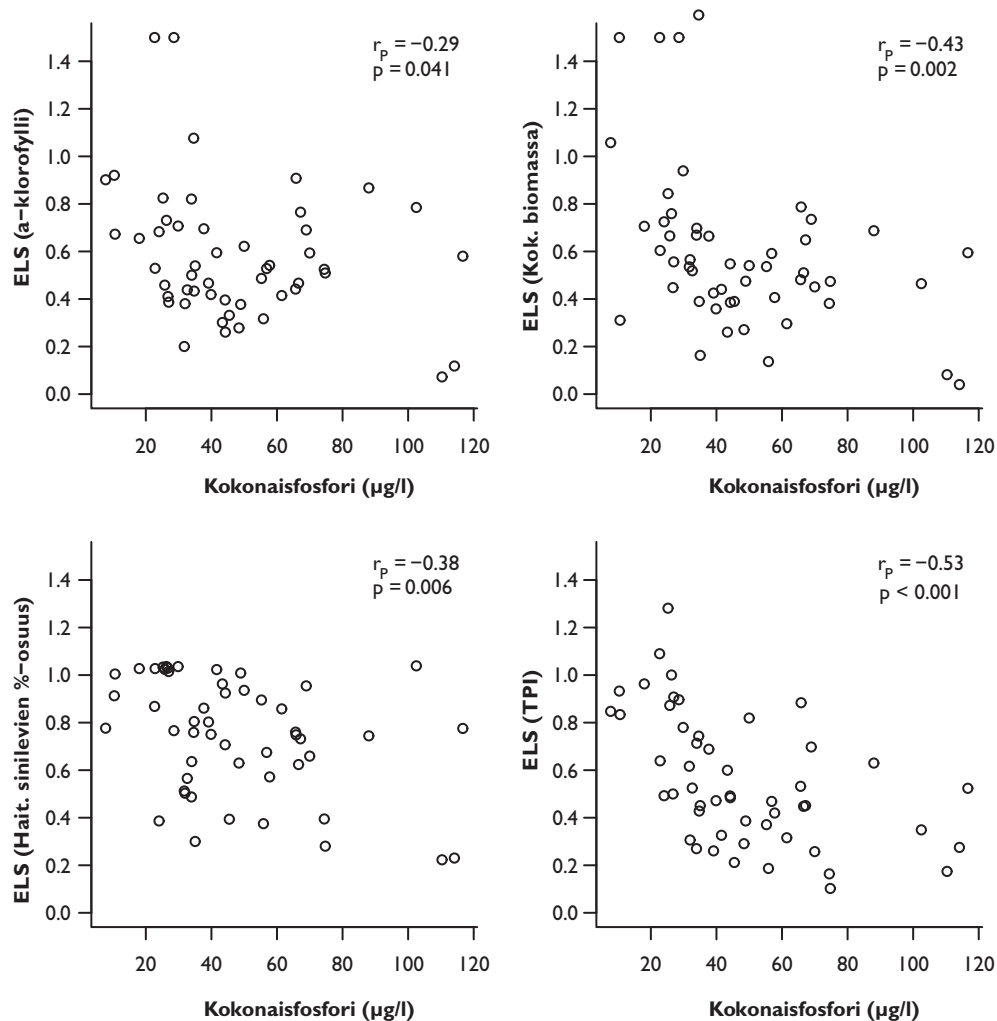 ELS (a−klorofylli)
1.4
1.2
1.0
0.8
0.6
0.4
0.2
0.0
rP = −0.29
p = 0.041
20 40 60 80 100 120
Kokonaisfosfori (µg/l)
ELS (Kok. biomassa)
1.4
1.2
1.0
0.8
0.6
0.4
0.2
0.0
rP = −0.43
p = 0.002
20 40 60 80 100 120
Kokonaisfosfori (µg/l)
ELS (Hait. sinilevien %−osuus)
1.4
1.2
1.0
0.8
0.6
0.4
0.2
0.0
rP = −0.38
p = 0.006
20 40 60 80 100 120
Kokonaisfosfori (µg/l)
ELS (TPI)
1.4
1.2
1.0
0.8
0.6
0.4
0.2
0.0
rP = −0.53
p < 0.001
20 40 60 80 100 120
Kokonaisfosfori (µg/l)